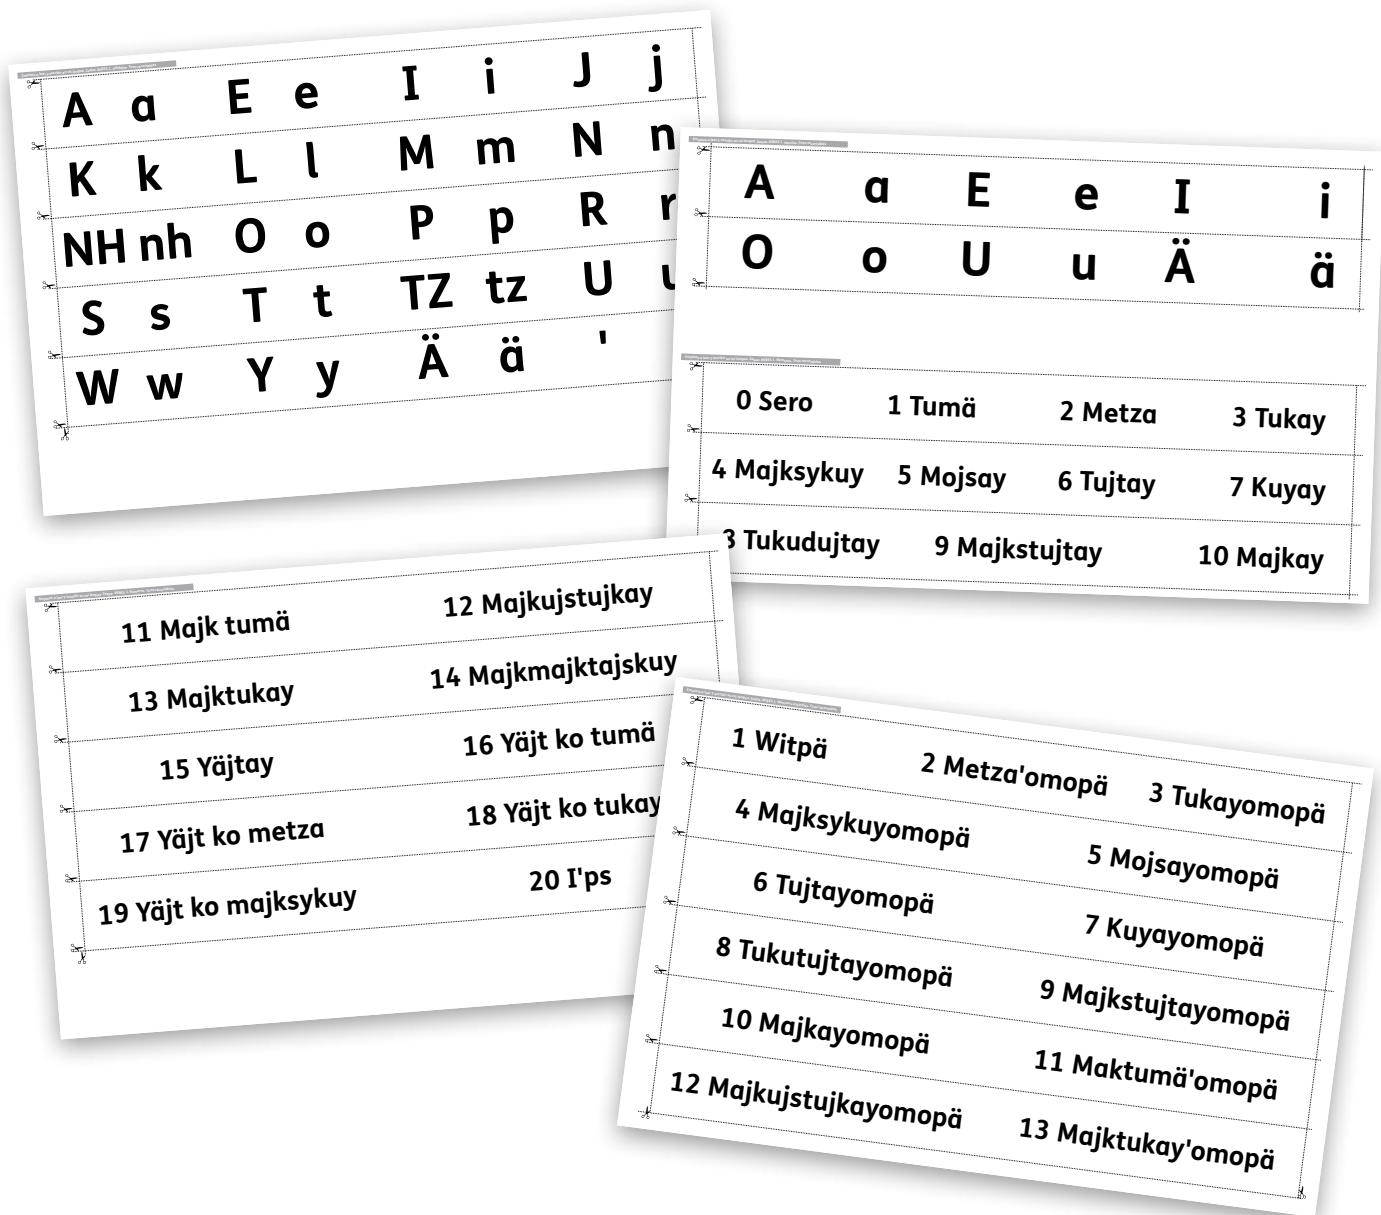 A a E e I i J j
K k L l M m N n
NH nh O o P p R r
S s T t TZ tz U u
W w Y y Ä ä '
A a E e I i
O o U u Ä ä
0 Sero 1 Tumä 2 Metza 3 Tukay
4 Majksykuy 5 Mojsay 6 Tujtay 7 Kuyay
8 Tukudujtay 9 Majkstujtay 10 Majkay
11 Majk tumä 12 Majkujstujkay
13 Majktukay 14 Majkmajktajskuy
15 Yäjtay 16 Yäjt ko tumä
17 Yäjt ko metza 18 Yäjt ko tukay
19 Yäjt ko majksykuy 20 I'ps
1 Witpä 2 Metza'omopä 3 Tukayomopä
4 Majksykuyomopä 5 Mojsayomopä
6 Tujtayomopä 7 Kuyayomopä
8 Tukutujtayomopä 9 Majkstujtayomopä
10 Majkayomopä 11 Maktumä'omopä
12 Majkujstujkayomopä 13 Majktukay'omopä